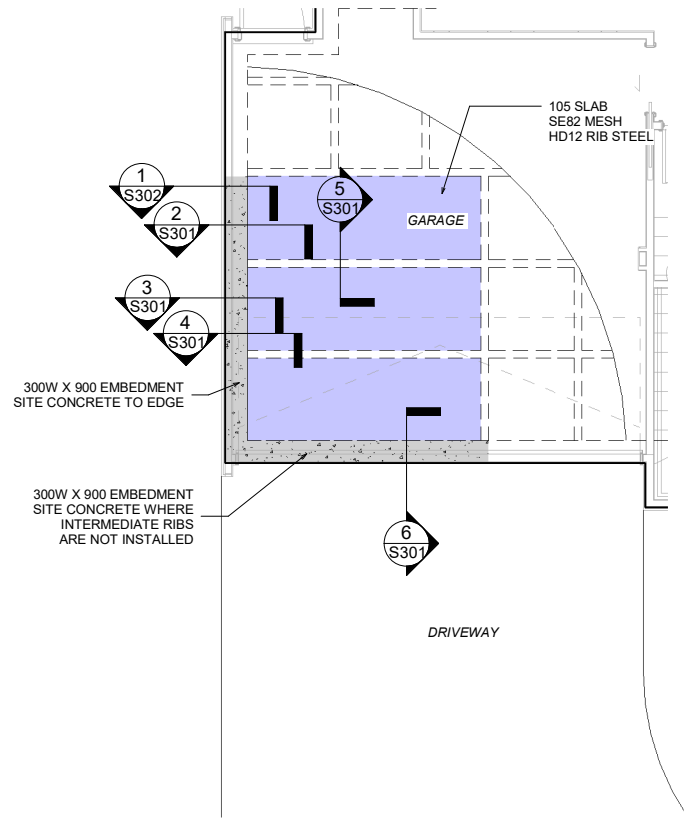 105 SLAB
SE82 MESH
HD12 RIB STEEL
1
S302
5
S301
2
S301
GARAGE
3
S301
4
S301
300W X 900 EMBEDMENT
SITE CONCRETE TO EDGE
300W X 900 EMBEDMENT
SITE CONCRETE WHERE
INTERMEDIATE RIBS
ARE NOT INSTALLED
6
S301
DRIVEWAY